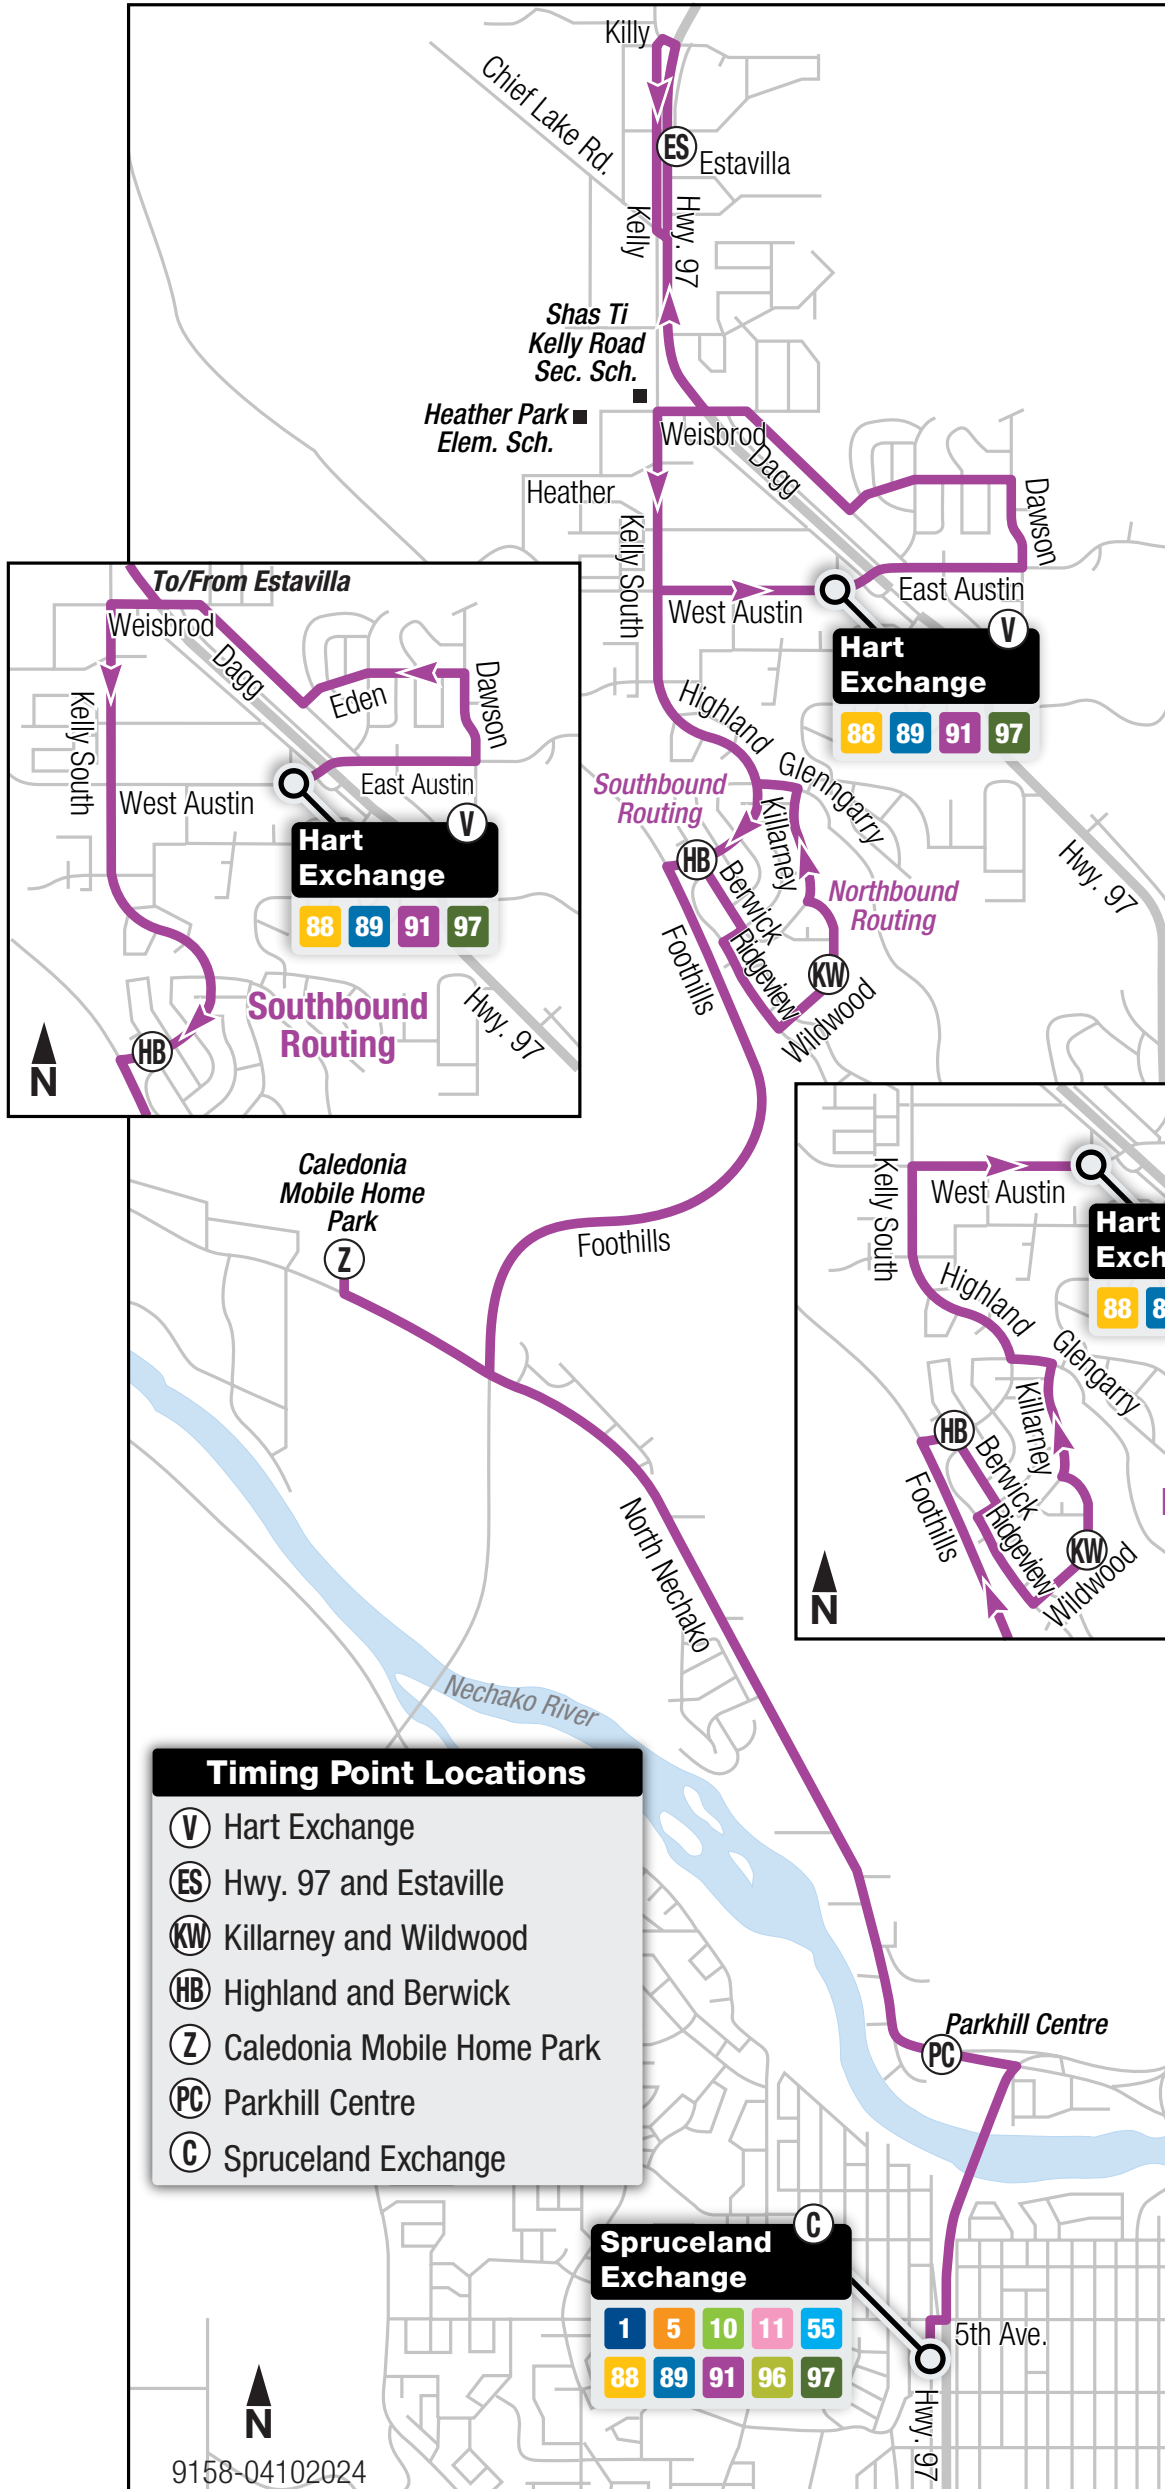 Killy
Chief Lake Rd.
ES
Estavilla
Kelly
Hwy. 97
Shas Ti
Kelly Road
Sec. Sch.
Heather Park
Elem. Sch.
Weisbrod
Dagg
Heather
Kelly South
Dawson
West Austin
East Austin
V
Hart
Exchange
88 89 91 97
Highland
Glenngarry
Killarney
Southbound
Routing
HB
Berwick
Northbound
Routing
Ridgeview
KW
Wildwood
Foothills
Hwy. 97
To/From Estavilla
Weisbrod
Dagg
Eden
Dawson
Kelly South
West Austin
East Austin
V
Hart
Exchange
88 89 91 97
Hwy. 97
Southbound
Routing
HB
N
Kelly South
West Austin
Hart
Exch
88 8
Highland
Glengarry
Killarney
HB
Berwick
Ridgeview
KW
Wildwood
Foothills
N
Caledonia
Mobile Home
Park
Z
Foothills
North Nechako
Nechako River
Timing Point Locations
V Hart Exchange
ES Hwy. 97 and Estaville
KW Killarney and Wildwood
HB Highland and Berwick
Z Caledonia Mobile Home Park
PC Parkhill Centre
C Spruceland Exchange
Parkhill Centre
PC
C
Spruceland
Exchange
1 5 10 11 55
88 89 91 96 97
5th Ave.
Hwy. 97
N
9158-04102024